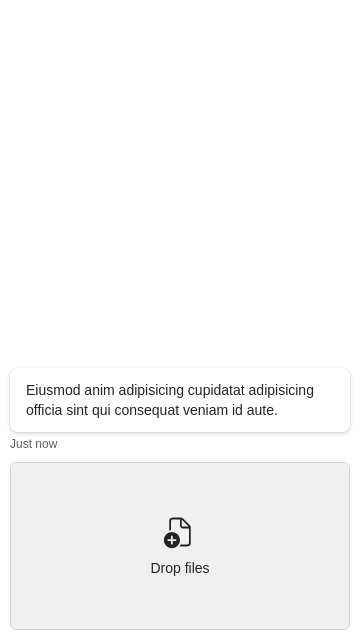 Eiusmod anim adipisicing cupidatat adipisicing
officia sint qui consequat veniam id aute.
Just now
Drop files